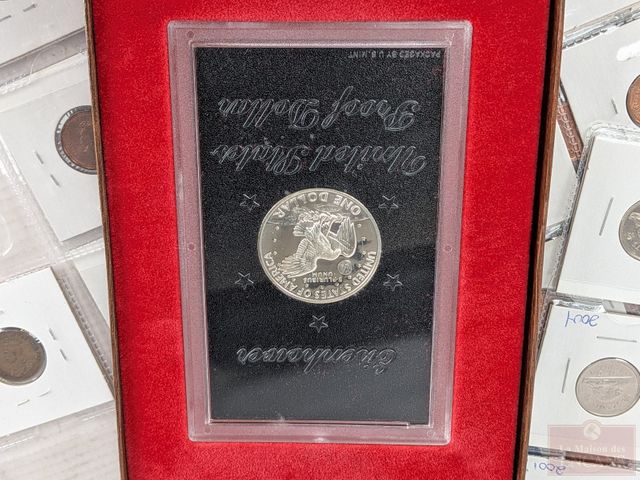 PACKAGED BY U.S. MINT
Eisenhower
United States
Proof Dollar
UNITED STATES OF AMERICA
E PLURIBUS
UNUM
ONE DOLLAR
2001
2001
La Maison des